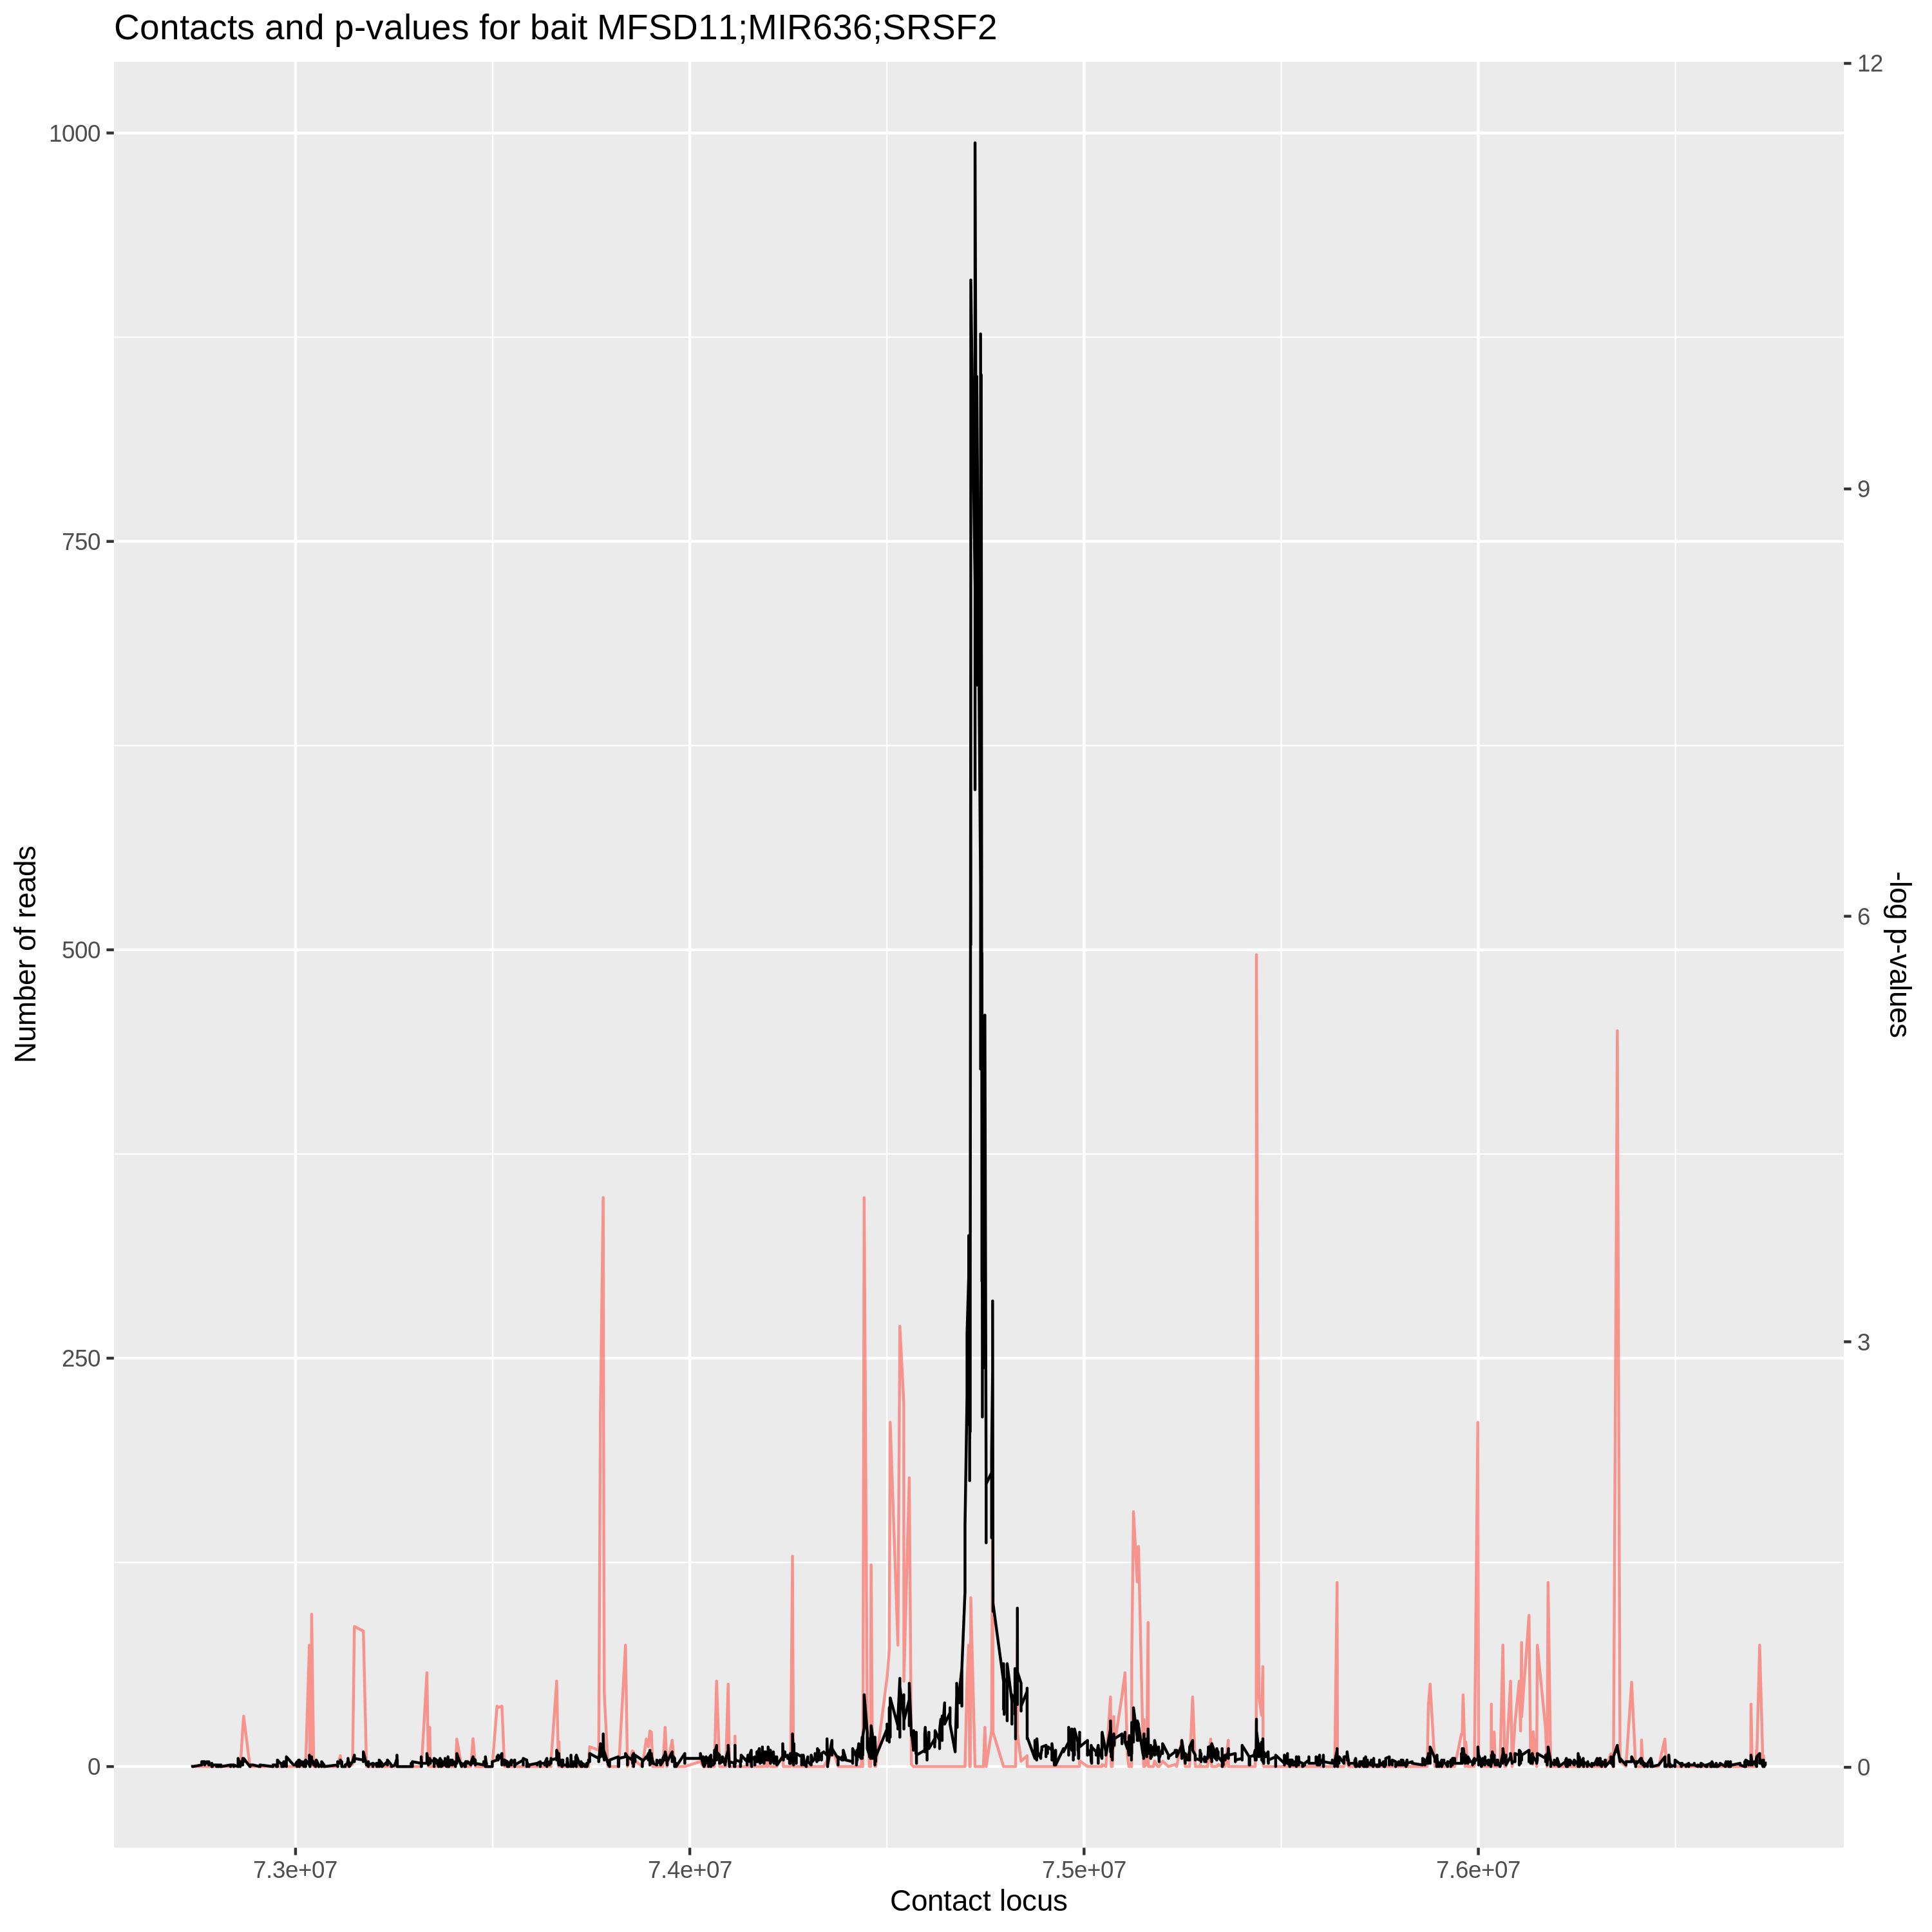 Contacts and p-values for bait MFSD11;MIR636;SRSF2
12
1000
9
750
Number of reads
-log p-values
6
500
3
250
0
0
7.3e+07
7.4e+07
7.5e+07
7.6e+07
Contact locus